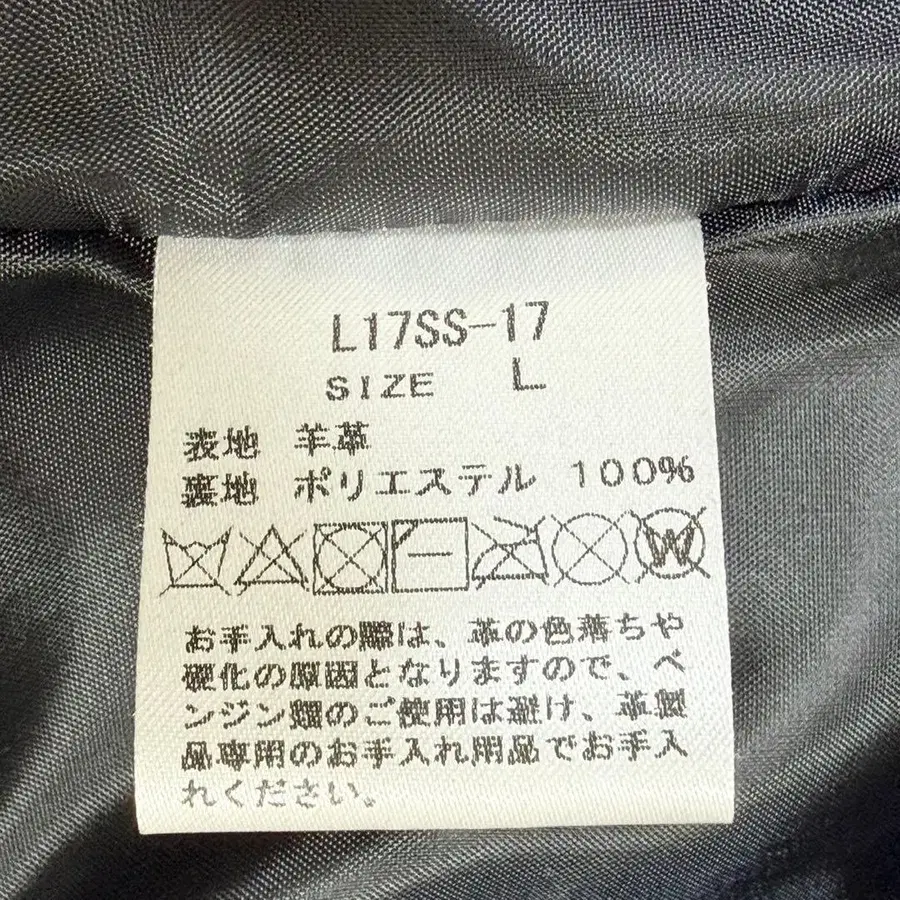 L17SS-17
SIZE L
表地 羊革
裏地 ポリエステル 100%
W
お手入れの際は、革の色落ちや
硬化の原因となりますので、ベ
ンジン類のご使用は避け、革製
品専用のお手入れ用品でお手入
れください。